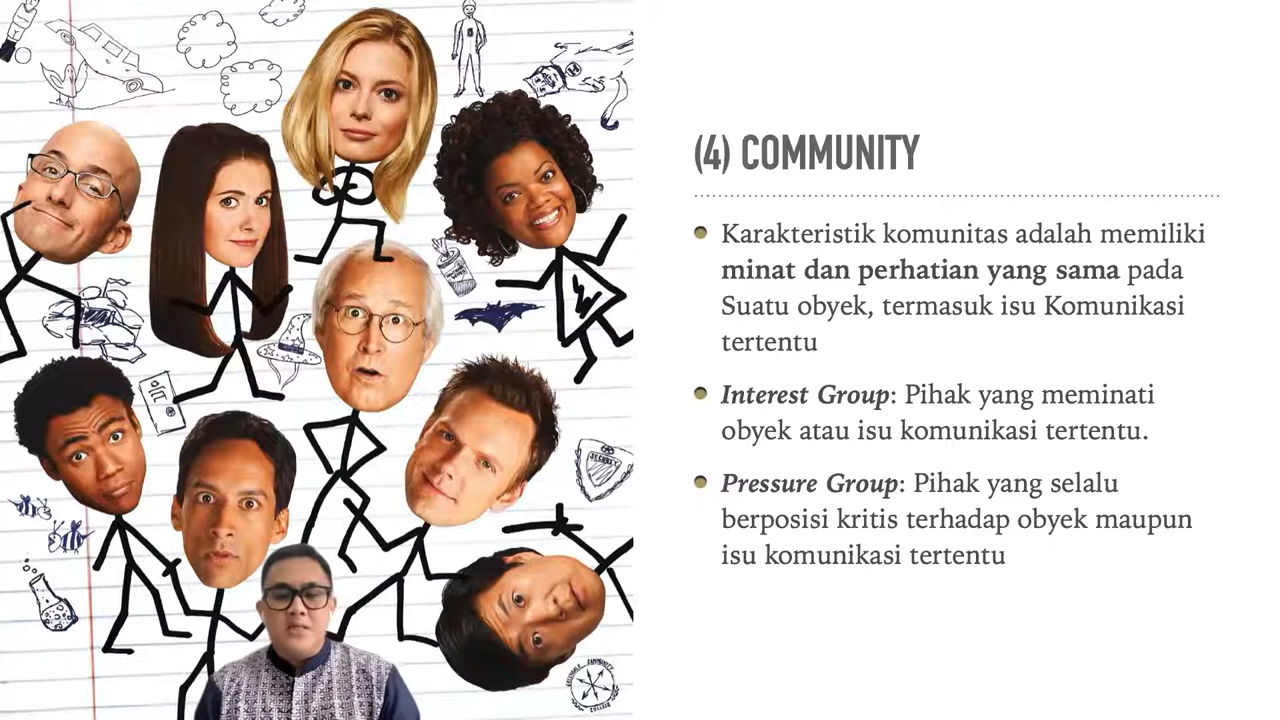 (4) COMMUNITY
Karakteristik komunitas adalah memiliki
minat dan perhatian yang sama pada
Suatu obyek, termasuk isu Komunikasi
tertentu
Interest Group: Pihak yang meminati
obyek atau isu komunikasi tertentu.
Pressure Group: Pihak yang selalu
berposisi kritis terhadap obyek maupun
isu komunikasi tertentu